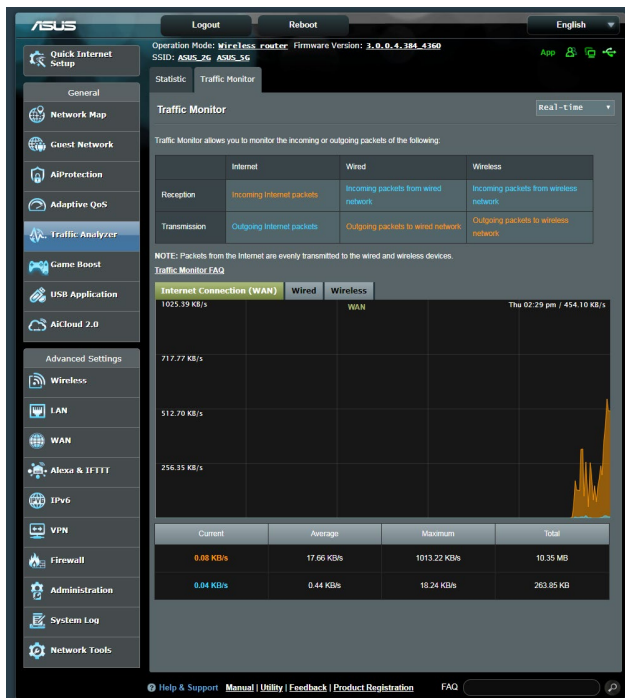 ASUS
Logout
Reboot
English
Quick Internet
Setup
Operation Mode: Wireless router Firmware Version: 3.0.0.4.384_4360
SSID: ASUS_2G ASUS_5G
App
General
Network Map
Guest Network
AiProtection
Adaptive QoS
Traffic Analyzer
Game Boost
USB Application
AiCloud 2.0
Advanced Settings
Wireless
LAN
WAN
Alexa & IFTTT
IPv6
VPN
Firewall
Administration
System Log
Network Tools
Statistic Traffic Monitor
Traffic Monitor
Real-time
Traffic Monitor allows you to monitor the incoming or outgoing packets of the following:
Internet Wired Wireless
Reception
Incoming Internet packets
Incoming packets from wired
network
Incoming packets from wireless
network
Transmission
Outgoing Internet packets
Outgoing packets to wired network
Outgoing packets to wireless
network
NOTE: Packets from the Internet are evenly transmitted to the wired and wireless devices.
Traffic Monitor FAQ
Internet Connection (WAN) Wired Wireless
1025.39 KB/s
WAN
Thu 02:29 pm / 454.10 KB/s
717.77 KB/s
512.70 KB/s
256.35 KB/s
Current Average Maximum Total
0.08 KB/s 17.66 KB/s 1013.22 KB/s 10.35 MB
0.04 KB/s 0.44 KB/s 18.24 KB/s 263.85 KB
Help & Support Manual | Utility | Feedback | Product Registration FAQ